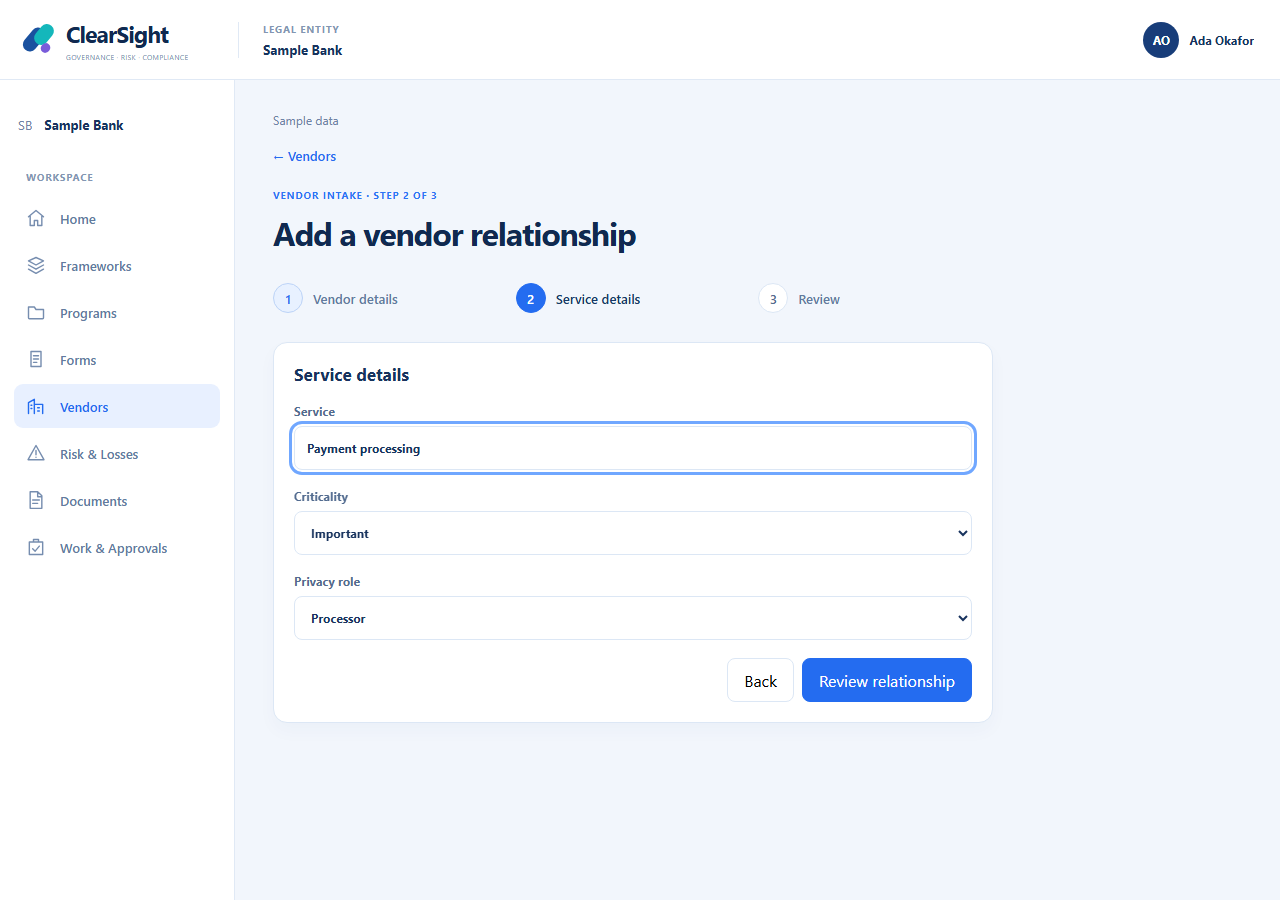 ClearSight
GOVERNANCE · RISK · COMPLIANCE
LEGAL ENTITY
Sample Bank
AO
Ada Okafor
SB Sample Bank
WORKSPACE
Home
Frameworks
Programs
Forms
Vendors
Risk & Losses
Documents
Work & Approvals
Sample data
← Vendors
VENDOR INTAKE · STEP 2 OF 3
Add a vendor relationship
1 Vendor details
2 Service details
3 Review
Service details
Service
Payment processing
Criticality
Important
Privacy role
Processor
Back
Review relationship